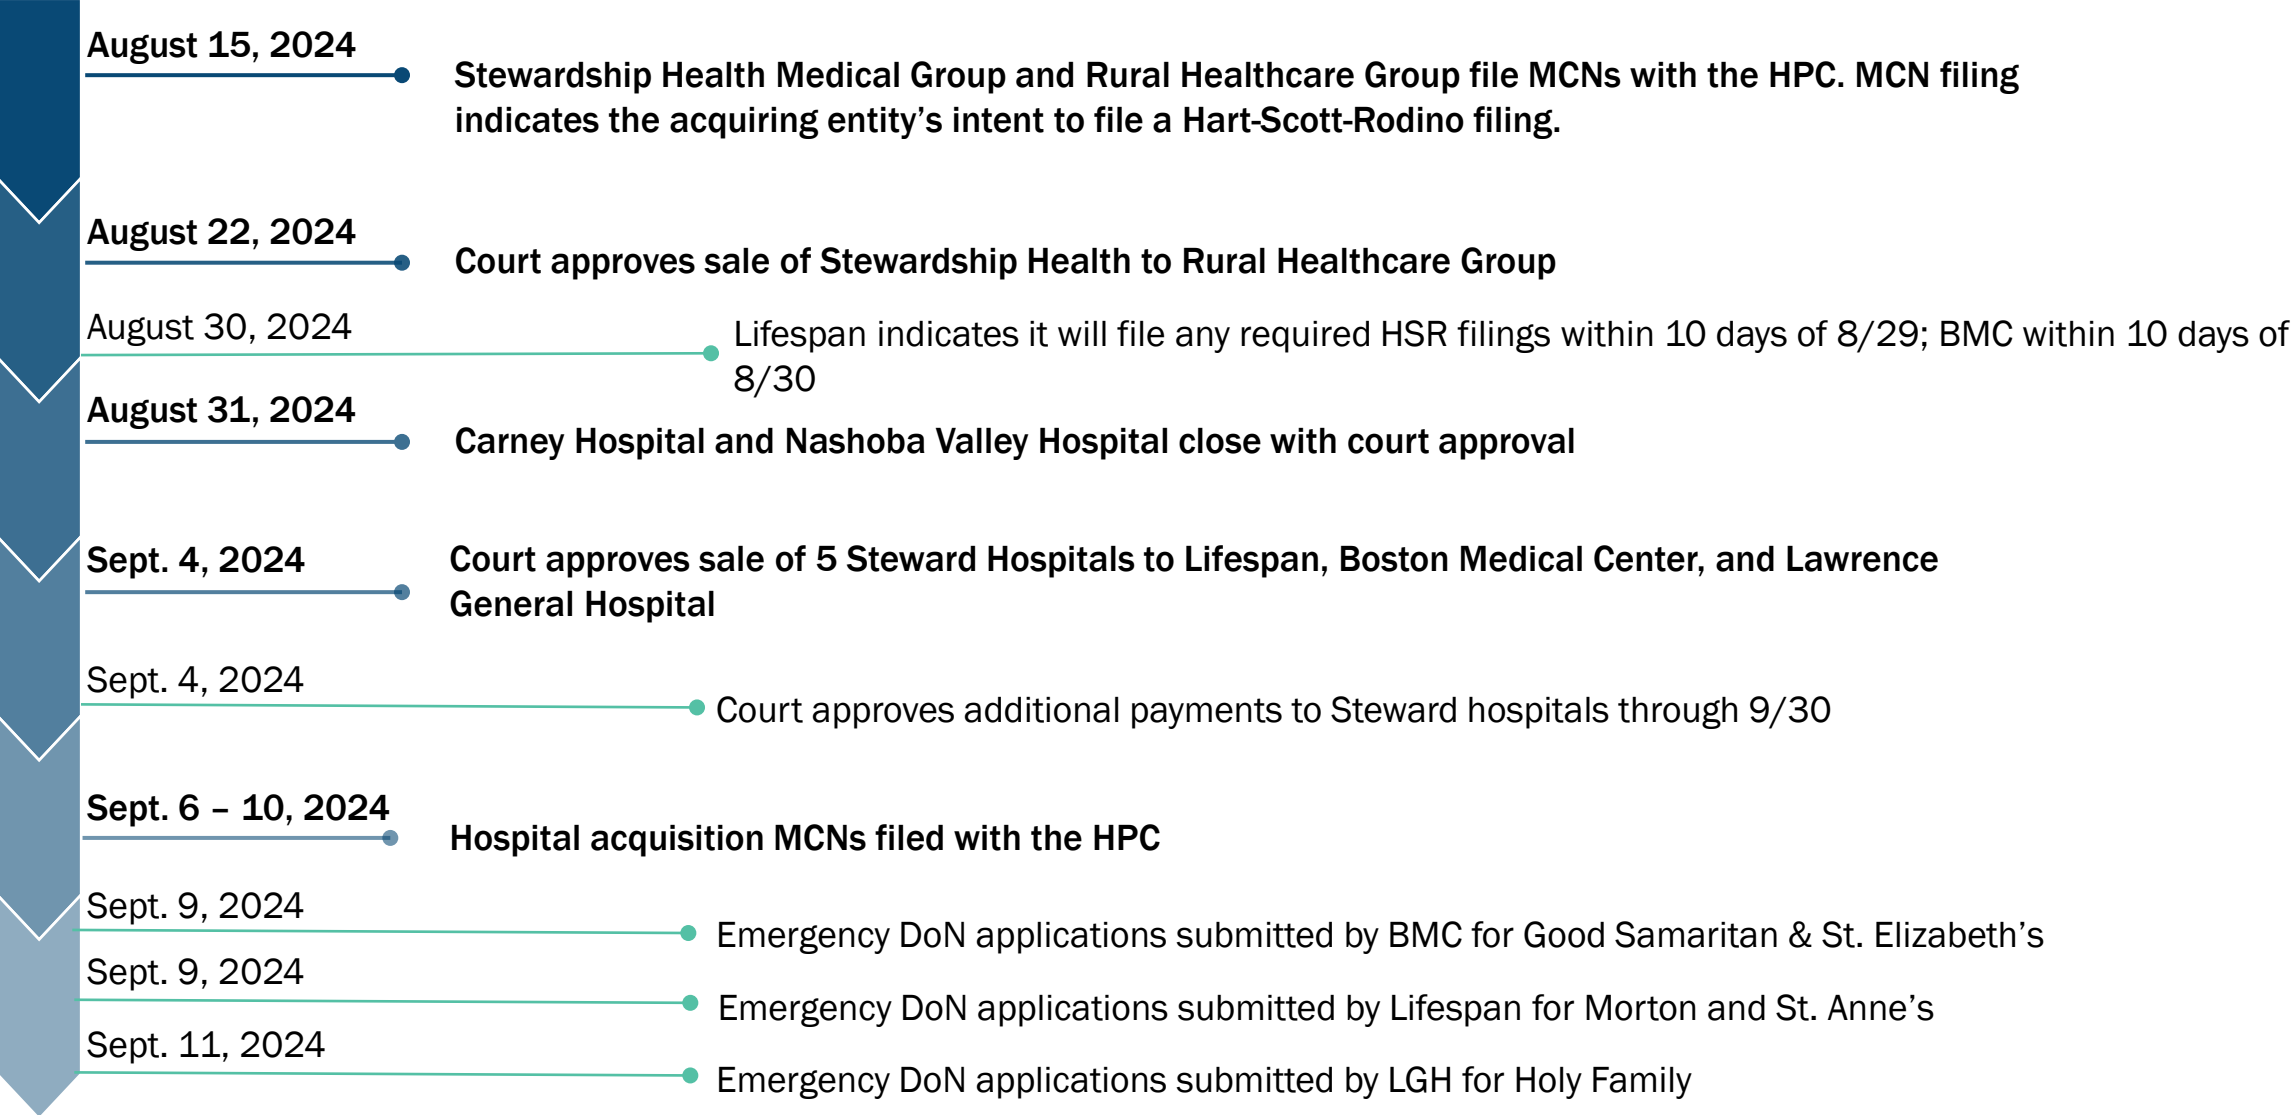 August 15, 2024
Stewardship Health Medical Group and Rural Healthcare Group file MCNs with the HPC. MCN filing
indicates the acquiring entity’s intent to file a Hart-Scott-Rodino filing.
August 22, 2024
Court approves sale of Stewardship Health to Rural Healthcare Group
August 30, 2024
Lifespan indicates it will file any required HSR filings within 10 days of 8/29; BMC within 10 days of
8/30
August 31, 2024
Carney Hospital and Nashoba Valley Hospital close with court approval
Sept. 4, 2024
Court approves sale of 5 Steward Hospitals to Lifespan, Boston Medical Center, and Lawrence
General Hospital
Sept. 4, 2024
Court approves additional payments to Steward hospitals through 9/30
Sept. 6 – 10, 2024
Hospital acquisition MCNs filed with the HPC
Sept. 9, 2024
Emergency DoN applications submitted by BMC for Good Samaritan & St. Elizabeth’s
Sept. 9, 2024
Emergency DoN applications submitted by Lifespan for Morton and St. Anne’s
Sept. 11, 2024
Emergency DoN applications submitted by LGH for Holy Family